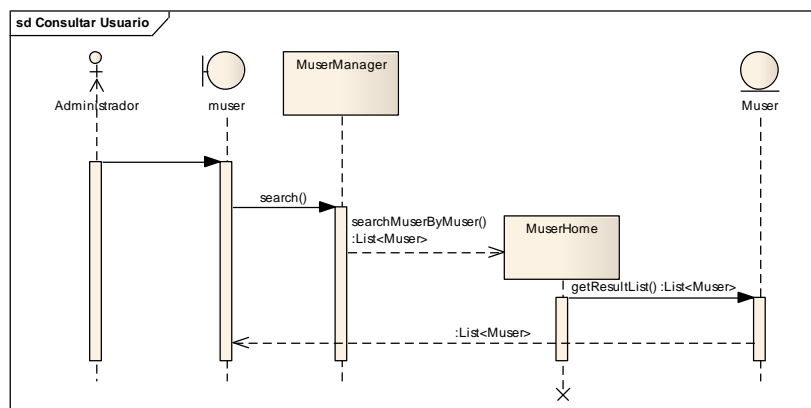 sd Consultar Usuario
Administrador
muser
MuserManager
Muser
search()
searchMuserByMuser()
:List<Muser>
MuserHome
getResultList() :List<Muser>
:List<Muser>